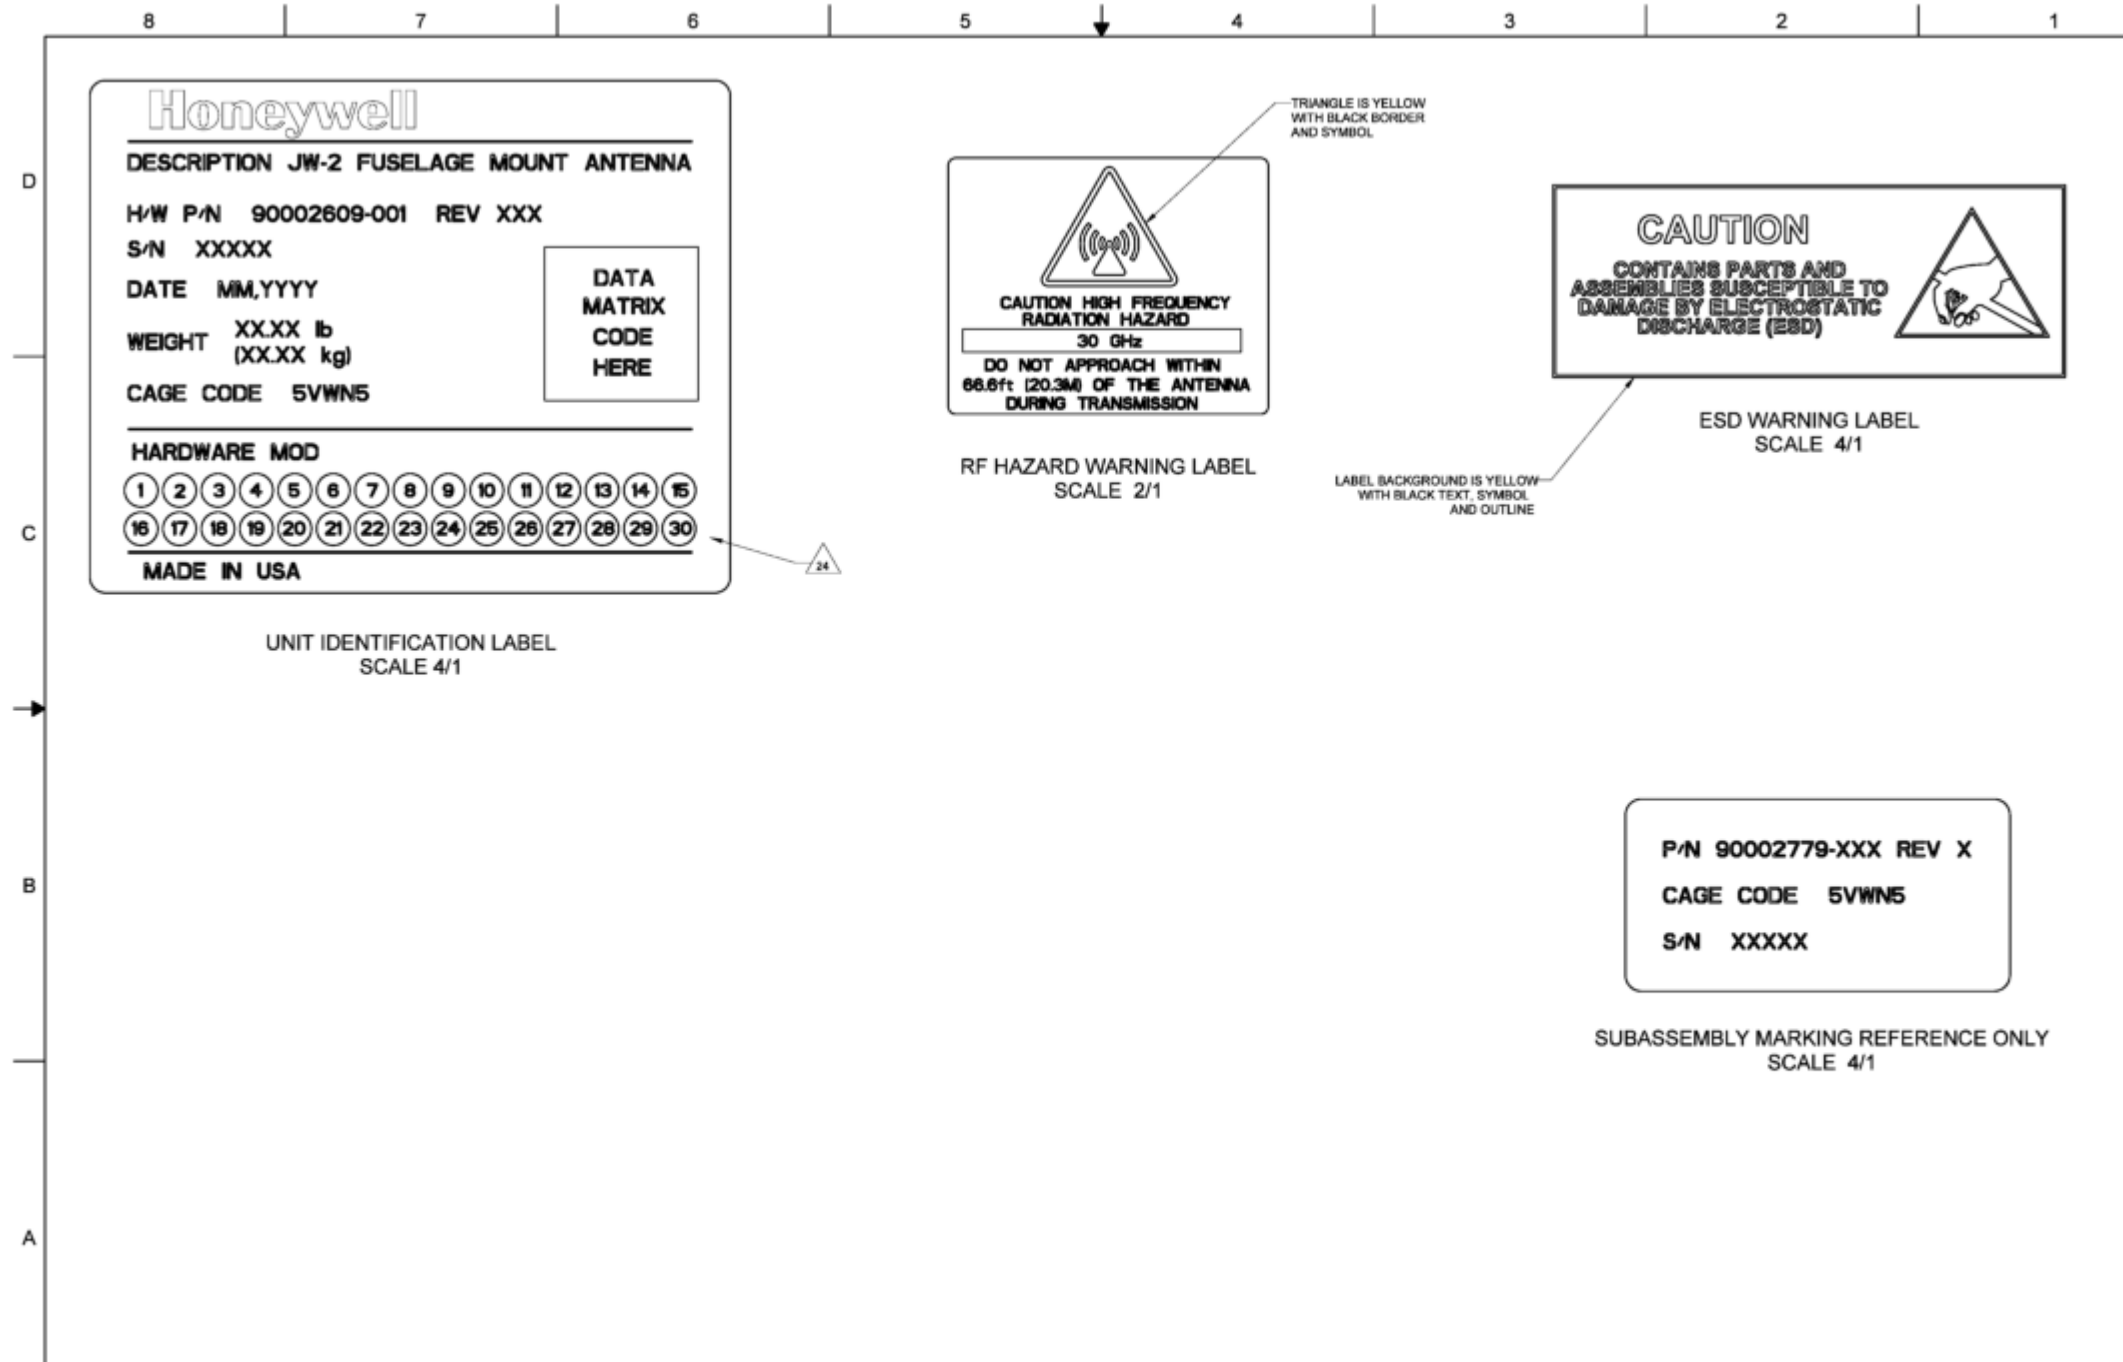 8 7 6 5 4 3 2 1
D
C
B
A
Honeywell
DESCRIPTION JW-2 FUSELAGE MOUNT ANTENNA
H/W P/N 90002609-001 REV XXX
S/N XXXXX
DATE MM,YYYY
WEIGHT XX.XX lb
(XX.XX kg)
CAGE CODE 5VWN5
DATA
MATRIX
CODE
HERE
HARDWARE MOD
1 2 3 4 5 6 7 8 9 10 11 12 13 14 15
16 17 18 19 20 21 22 23 24 25 26 27 28 29 30
MADE IN USA
24
UNIT IDENTIFICATION LABEL
SCALE 4/1
TRIANGLE IS YELLOW
WITH BLACK BORDER
AND SYMBOL
CAUTION HIGH FREQUENCY
RADIATION HAZARD
30 GHz
DO NOT APPROACH WITHIN
66.6ft (20.3M) OF THE ANTENNA
DURING TRANSMISSION
RF HAZARD WARNING LABEL
SCALE 2/1
CAUTION
CONTAINS PARTS AND
ASSEMBLIES SUSCEPTIBLE TO
DAMAGE BY ELECTROSTATIC
DISCHARGE (ESD)
ESD WARNING LABEL
SCALE 4/1
LABEL BACKGROUND IS YELLOW
WITH BLACK TEXT, SYMBOL
AND OUTLINE
P/N 90002779-XXX REV X
CAGE CODE 5VWN5
S/N XXXXX
SUBASSEMBLY MARKING REFERENCE ONLY
SCALE 4/1